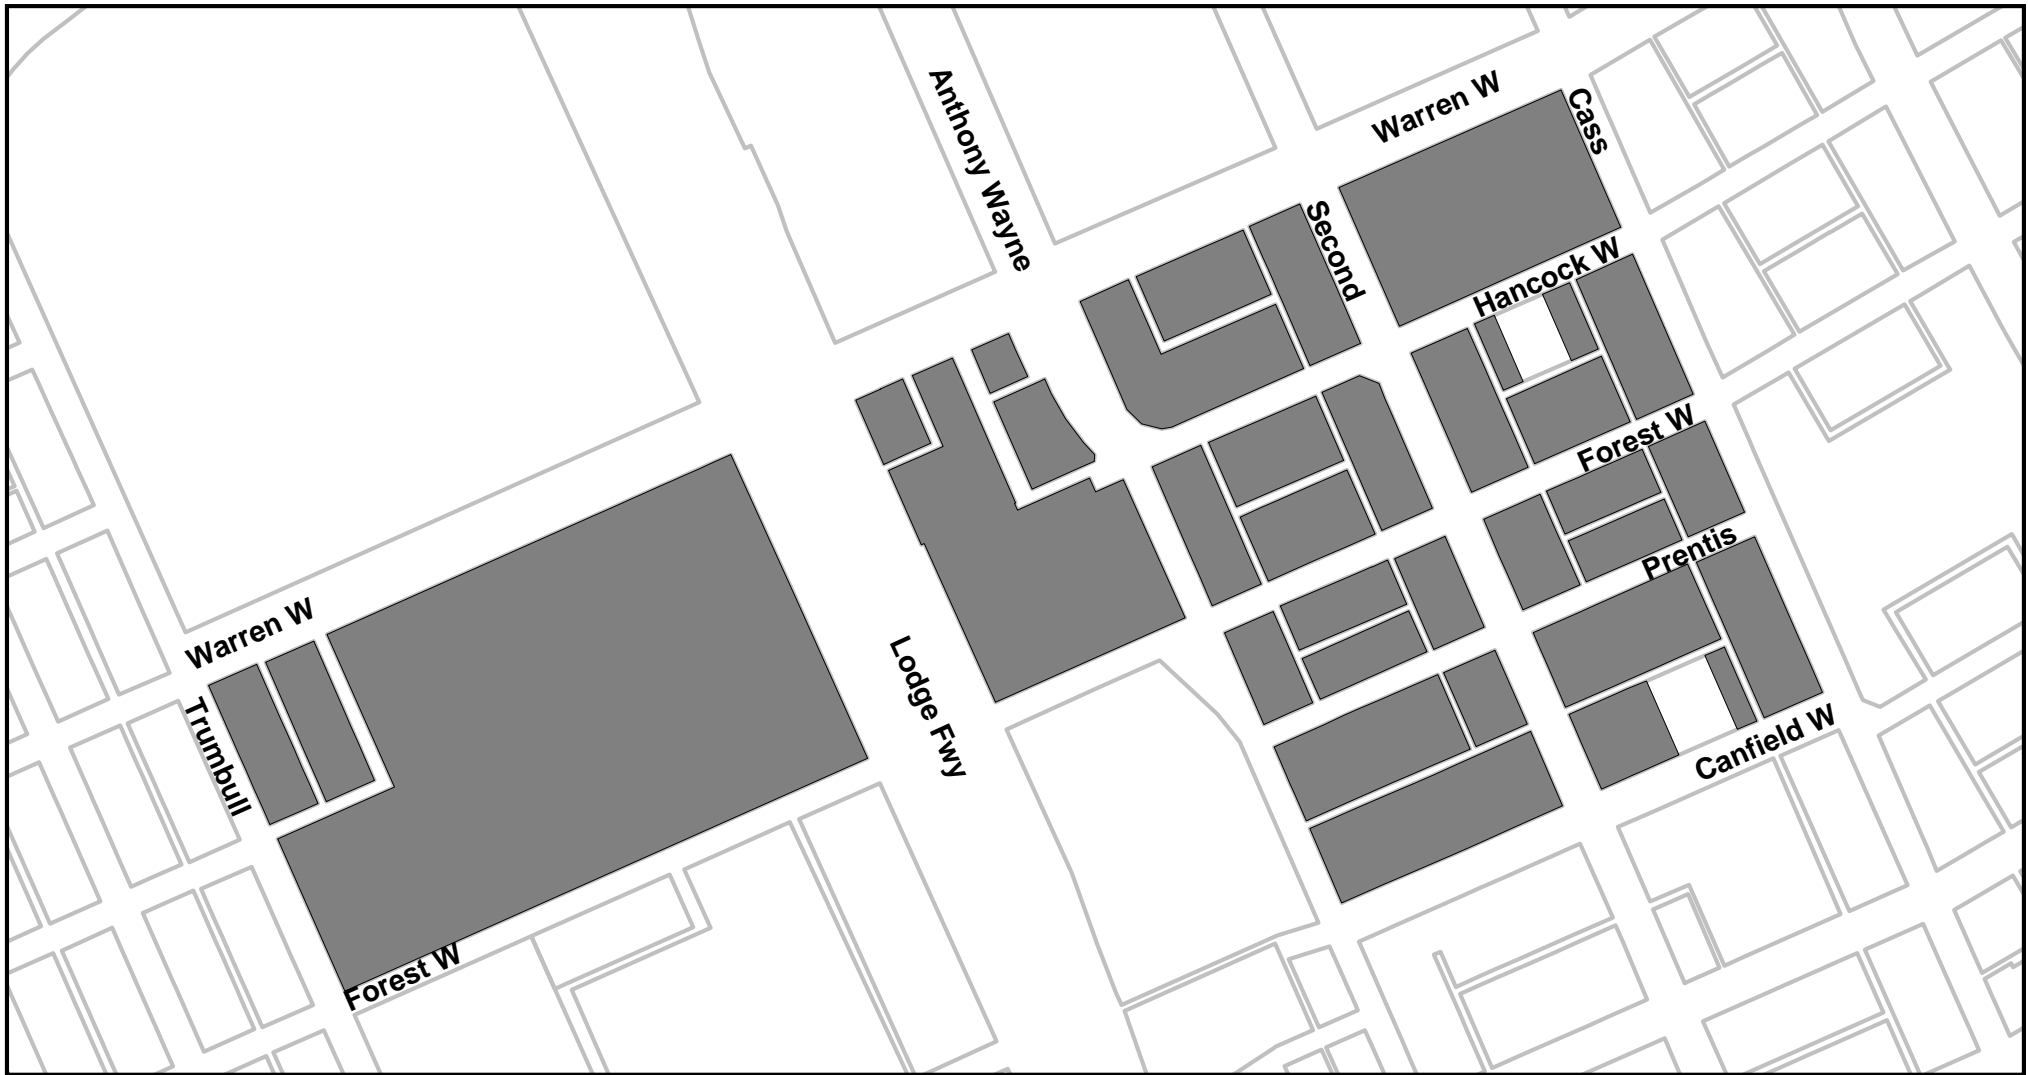 Anthony Wayne
Warren W
Cass
Second
Hancock W
Forest W
Prentis
Warren W
Trumbull
Lodge Fwy
Canfield W
Forest W